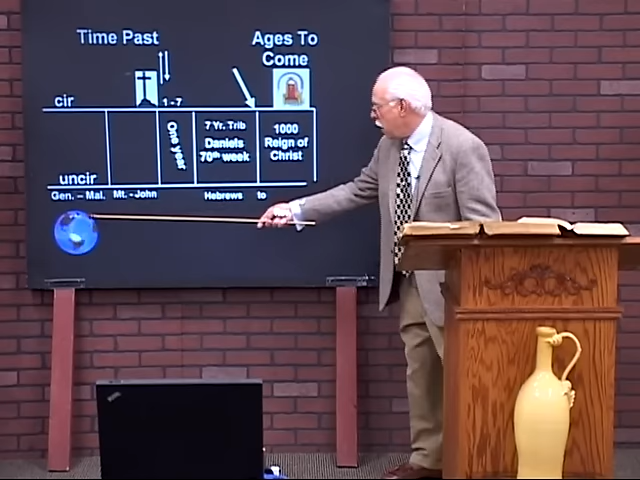 Time Past
Ages To
Come
cir
1-7
One year
7 Yr. Trib
Daniels
70th week
1000
Reign of
Christ
uncir
Gen. – Mal.
Mt. - John
Hebrews
to